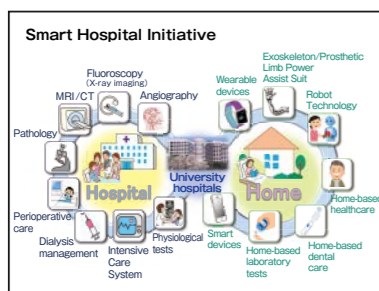 Smart Hospital Initiative
Fluoroscopy
(X-ray imaging)
MRI/CT
Angiography
Pathology
Perioperative
care
Dialysis
management
Intensive
Care
System
Physiological
tests
Hospital
University
hospitals
Home
Wearable
devices
Exoskeleton/Prosthetic
Limb Power
Assist Suit
Robot
Technology
Home-based
healthcare
Home-based
dental care
Home-based
laboratory
tests
Smart
devices